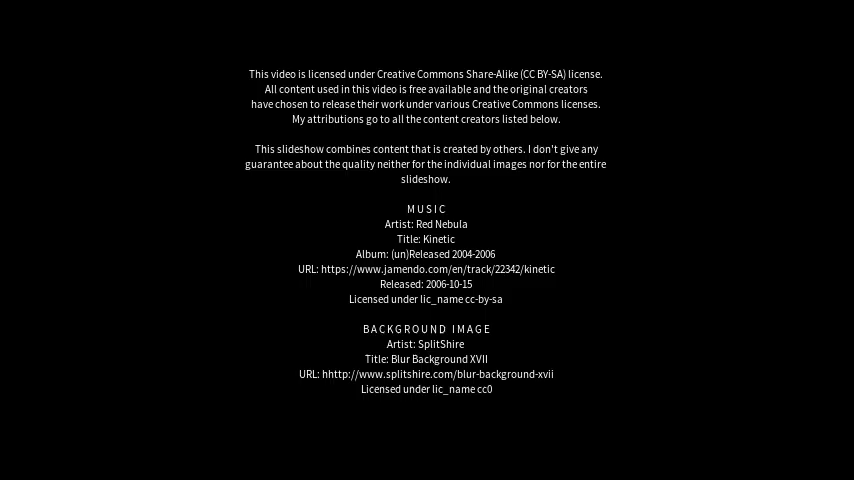 This video is licensed under Creative Commons Share-Alike (CC BY-SA) license.
All content used in this video is free available and the original creators
have chosen to release their work under various Creative Commons licenses.
My attributions go to all the content creators listed below.
This slideshow combines content that is created by others. I don't give any
guarantee about the quality neither for the individual images nor for the entire
slideshow.
MUSIC
Artist: Red Nebula
Title: Kinetic
Album: (un)Released 2004-2006
URL: https://www.jamendo.com/en/track/22342/kinetic
Released: 2006-10-15
Licensed under lic_name cc-by-sa
BACKGROUND IMAGE
Artist: SplitShire
Title: Blur Background XVII
URL: hhttp://www.splitshire.com/blur-background-xvii
Licensed under lic_name cc0